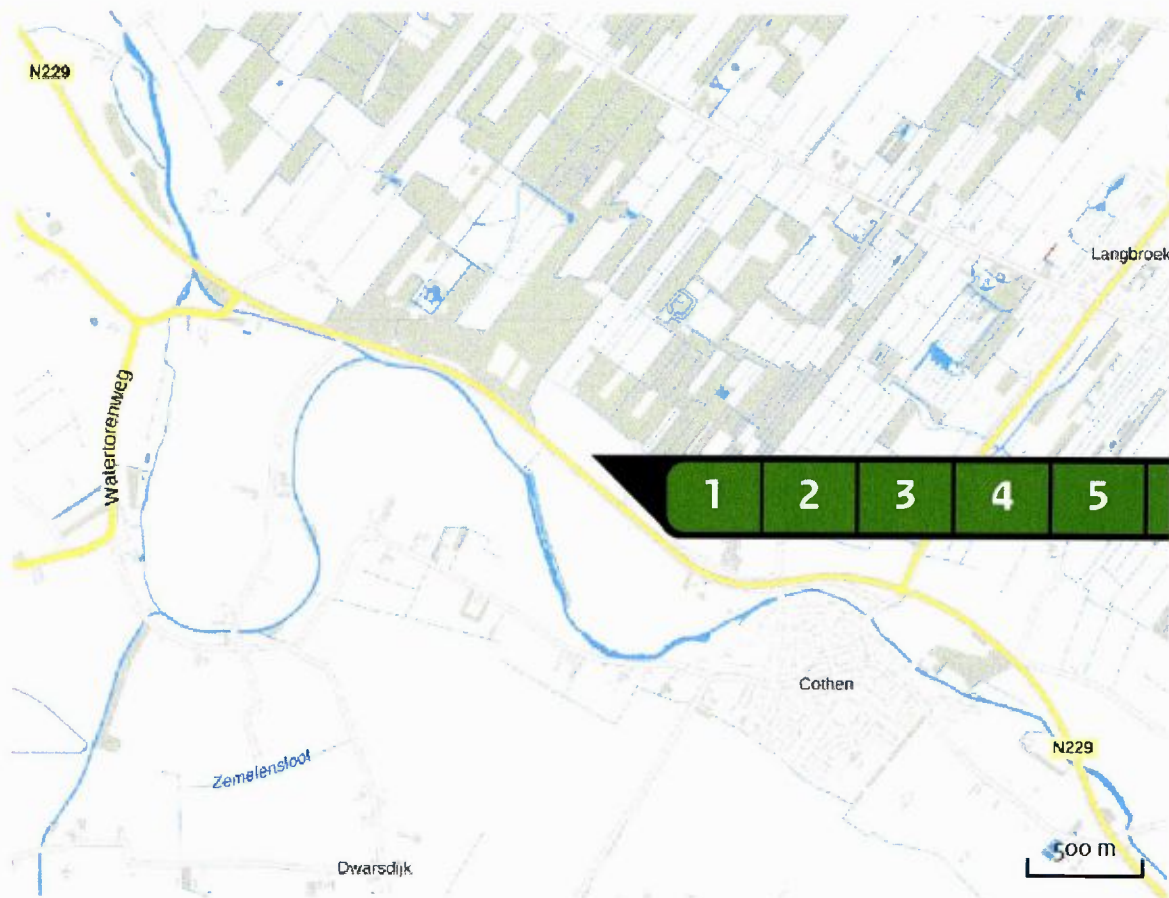 N229
Langbroek
Watertorenweg
1 2 3 4 5
Cothen
N229
Zemelensloot
500 m
Dwarsdijk